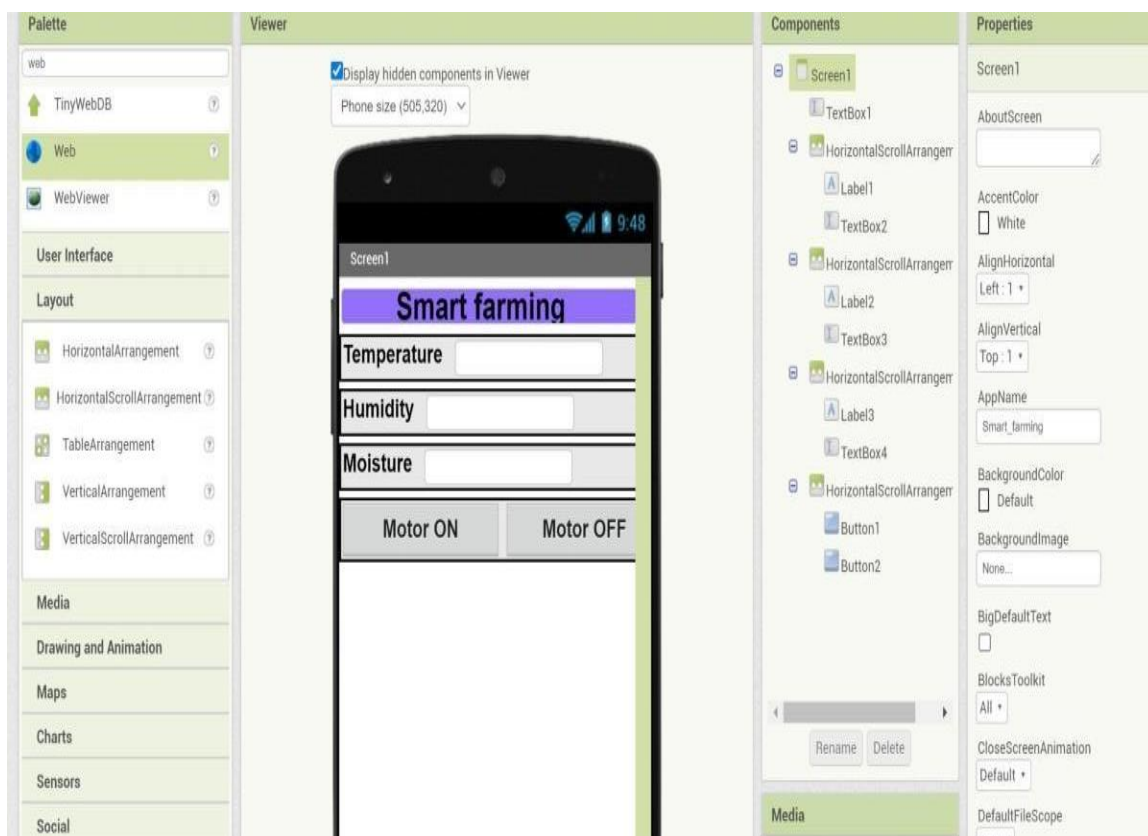 Palette
web
TinyWebDB
Web
WebViewer
User Interface
Layout
HorizontalArrangement
HorizontalScrollArrangement
TableArrangement
VerticalArrangement
VerticalScrollArrangement
Media
Drawing and Animation
Maps
Charts
Sensors
Social
Viewer
Display hidden components in Viewer
Phone size (505,320)
9:48
Screen1
Smart farming
Temperature
Humidity
Moisture
Motor ON Motor OFF
Components
Screen1
TextBox1
HorizontalScrollArrangem
Label1
TextBox2
HorizontalScrollArrangem
Label2
TextBox3
HorizontalScrollArrangem
Label3
TextBox4
HorizontalScrollArrangem
Button1
Button2
Rename Delete
Media
Properties
Screen1
AboutScreen
AccentColor
White
AlignHorizontal
Left : 1
AlignVertical
Top : 1
AppName
Smart_farming
BackgroundColor
Default
BackgroundImage
None...
BigDefaultText
BlocksToolkit
All
CloseScreenAnimation
Default
DefaultFileScope